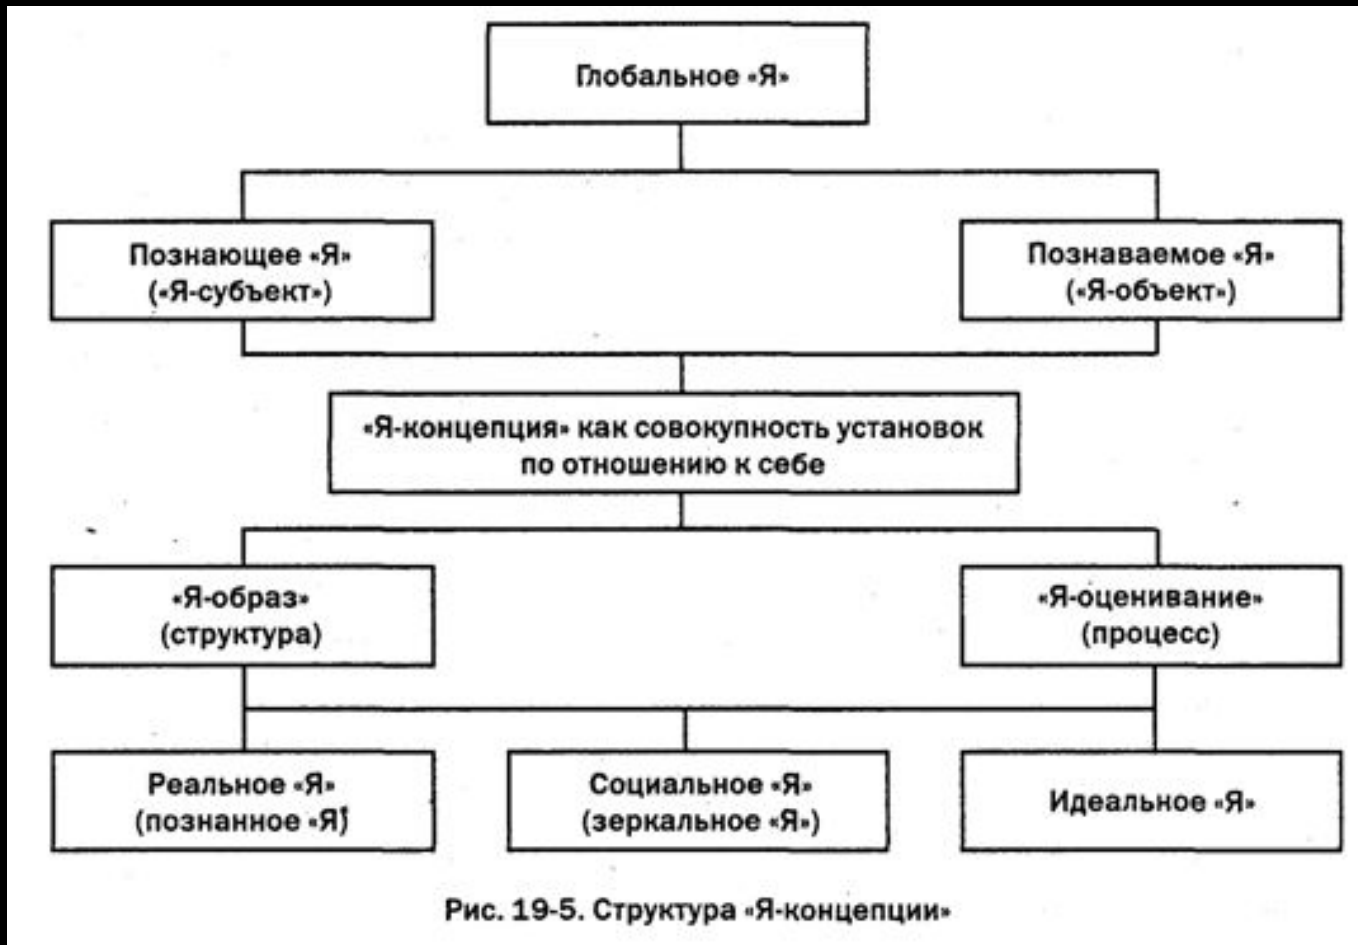 Глобальное «Я»
Познающее «Я»
(«Я-субъект»)
Познаваемое «Я»
(«Я-объект»)
«Я-концепция» как совокупность установок
по отношению к себе
«Я-образ»
(структура)
«Я-оценивание»
(процесс)
Реальное «Я»
(познанное «Я»)
Социальное «Я»
(зеркальное «Я»)
Идеальное «Я»
Рис. 19-5. Структура «Я-концепции»